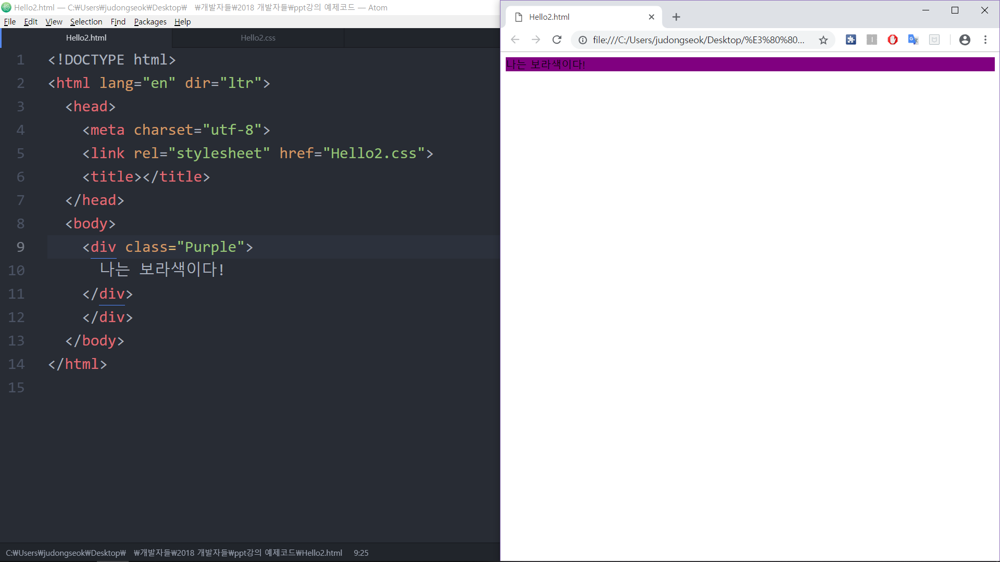 Hello2.html — C:₩Users₩judongseok₩Desktop₩　₩개발자들₩2018 개발자들₩ppt강의 예제코드 — Atom
File Edit View Selection Find Packages Help
Hello2.html Hello2.css
1 <!DOCTYPE html>
2 <html lang="en" dir="ltr">
3 <head>
4 <meta charset="utf-8">
5 <link rel="stylesheet" href="Hello2.css">
6 <title></title>
7 </head>
8 <body>
9 <div class="Purple">
10 나는 보라색이다!
11 </div>
12 </div>
13 </body>
14 </html>
15
C:₩Users₩judongseok₩Desktop₩　₩개발자들₩2018 개발자들₩ppt강의 예제코드₩Hello2.html 9:25
Hello2.html
file:///C:/Users/judongseok/Desktop/%E3%80%80...
나는 보라색이다!